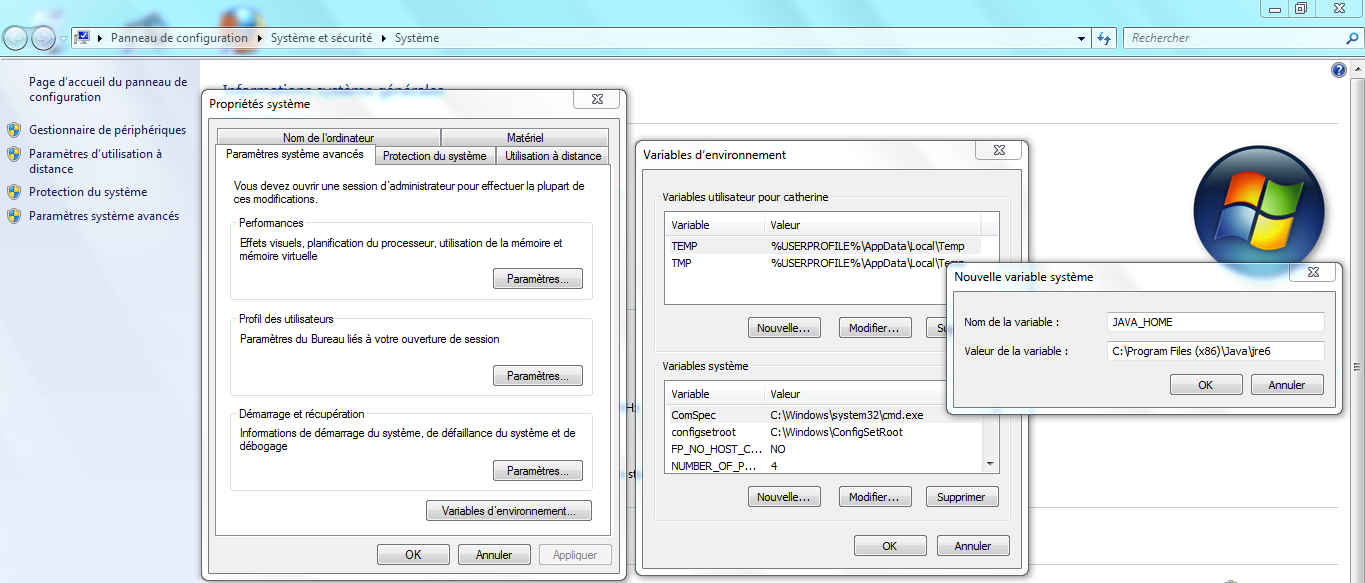 Panneau de configuration
Système et sécurité
Système
Rechercher
Page d'accueil du panneau de
configuration
Gestionnaire de périphériques
Paramètres d'utilisation à
distance
Protection du système
Paramètres système avancés
Informations système générales
Propriétés système
Nom de l'ordinateur
Matériel
Paramètres système avancés
Protection du système
Utilisation à distance
Vous devez ouvrir une session d'administrateur pour effectuer la plupart de
ces modifications.
Performances
Effets visuels, planification du processeur, utilisation de la mémoire et
mémoire virtuelle
Paramètres...
Profil des utilisateurs
Paramètres du Bureau liés à votre ouverture de session
Paramètres...
Démarrage et récupération
Informations de démarrage du système, de défaillance du système et de
débogage
Paramètres...
Variables d'environnement...
OK
Annuler
Appliquer
Variables d'environnement
Variables utilisateur pour catherine
Variable
Valeur
TEMP
%USERPROFILE%\AppData\Local\Temp
TMP
%USERPROFILE%\AppData\Local\Temp
Nouvelle...
Modifier...
Variables système
Variable
Valeur
ComSpec
C:\Windows\system32\cmd.exe
configsetroot
C:\Windows\ConfigSetRoot
FP_NO_HOST_C...
NO
NUMBER_OF_P...
4
Nouvelle...
Modifier...
Supprimer
OK
Annuler
Nouvelle variable système
Nom de la variable :
JAVA_HOME
Valeur de la variable :
C:\Program Files (x86)\Java\jre6
OK
Annuler